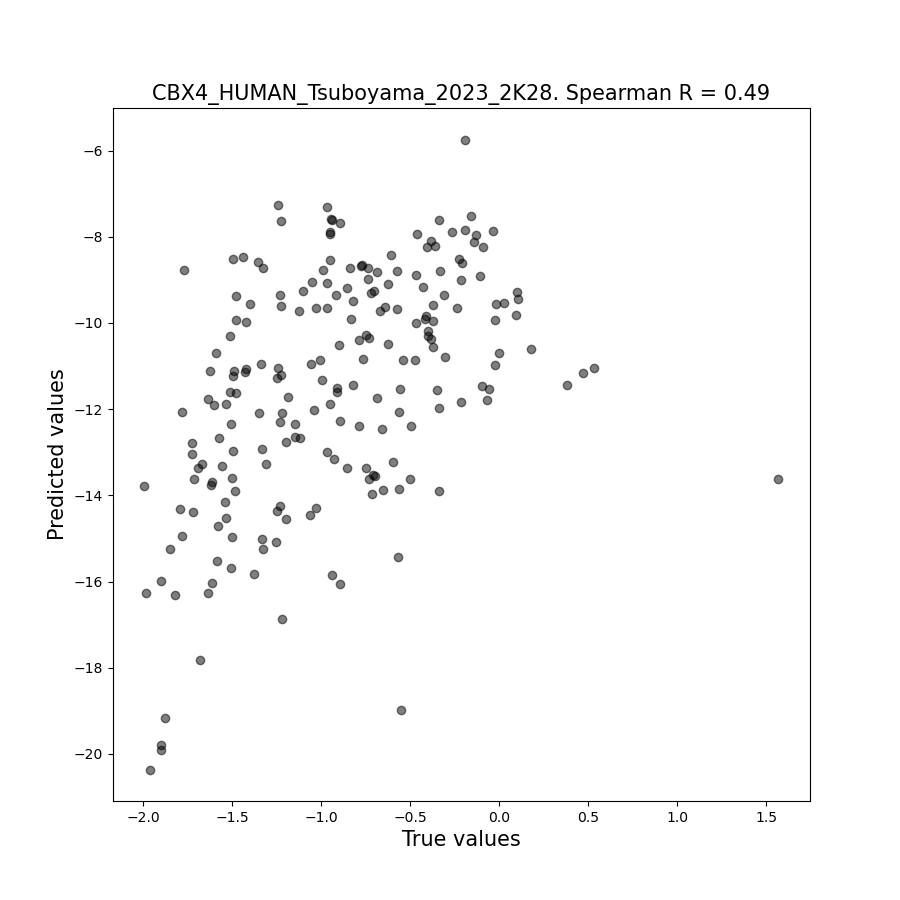 CBX4_HUMAN_Tsuboyama_2023_2K28. Spearman R = 0.49
−6
−8
−10
−12
−14
−16
−18
−20
Predicted values
−2.0 −1.5 −1.0 −0.5 0.0 0.5 1.0 1.5
True values